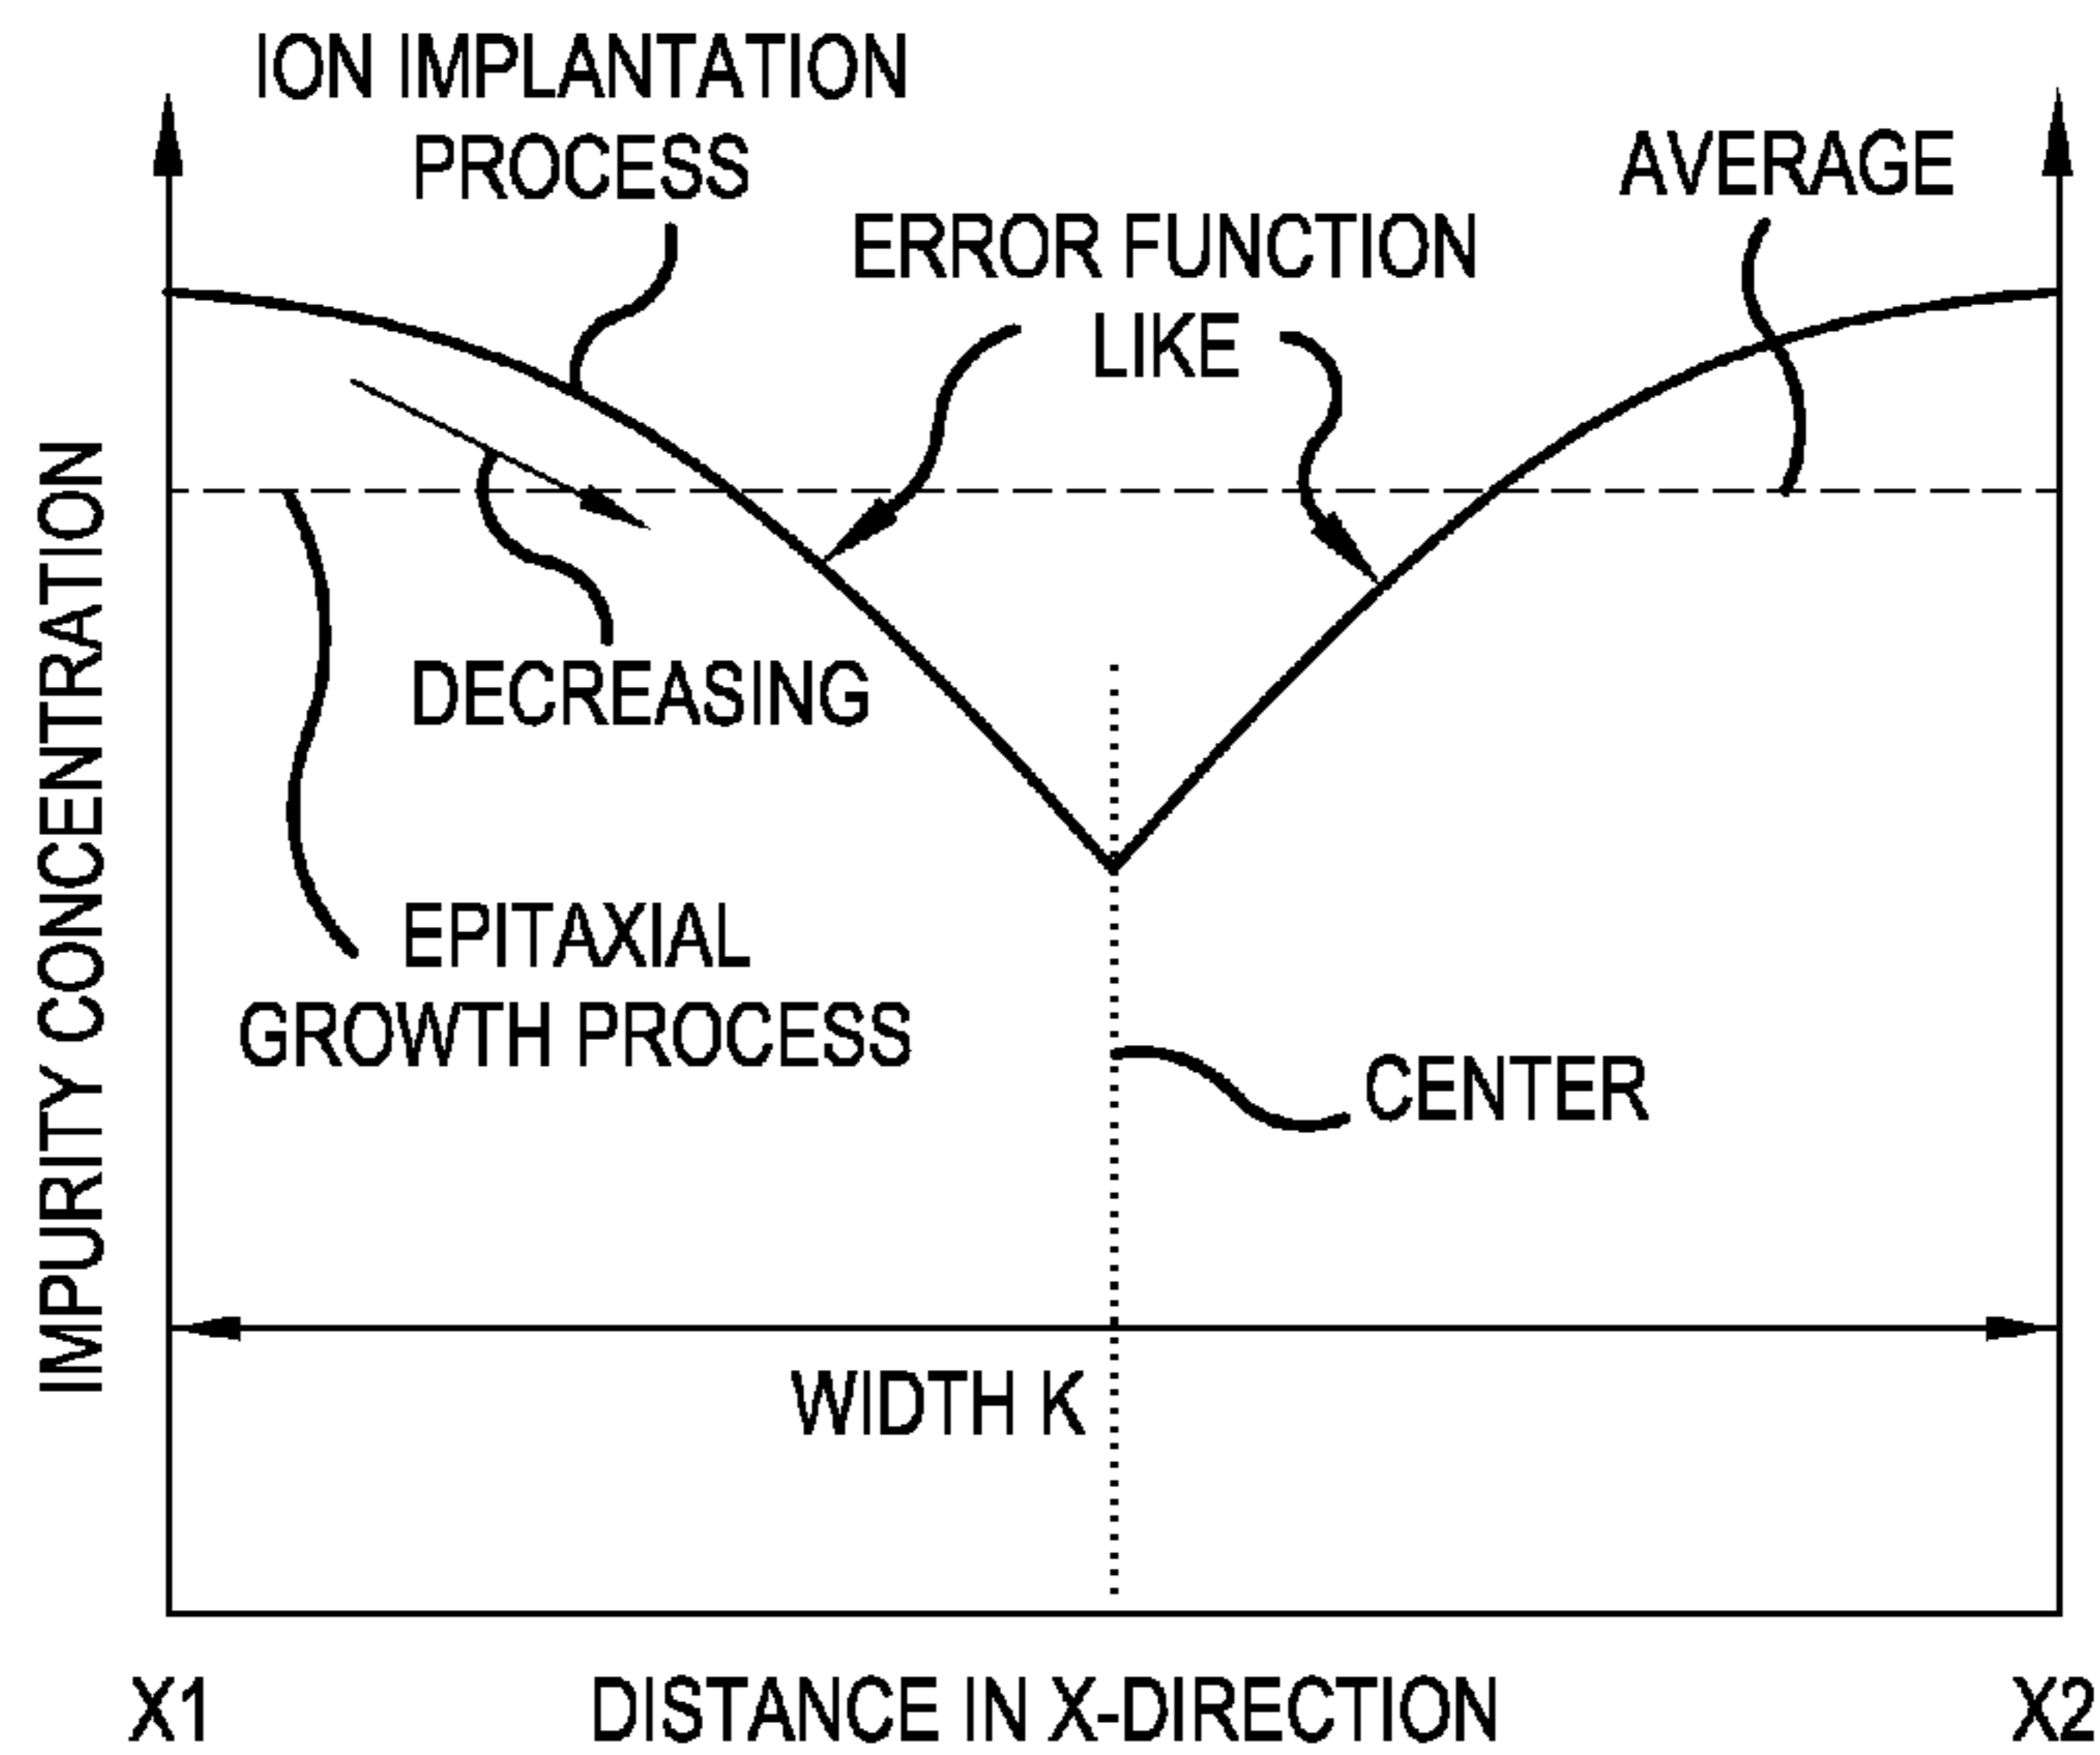 ION IMPLANTATION
PROCESS
AVERAGE
ERROR FUNCTION
LIKE
DECREASING
IMPURITY CONCENTRATION
EPITAXIAL
GROWTH PROCESS
CENTER
WIDTH K
X1
DISTANCE IN X-DIRECTION
X2